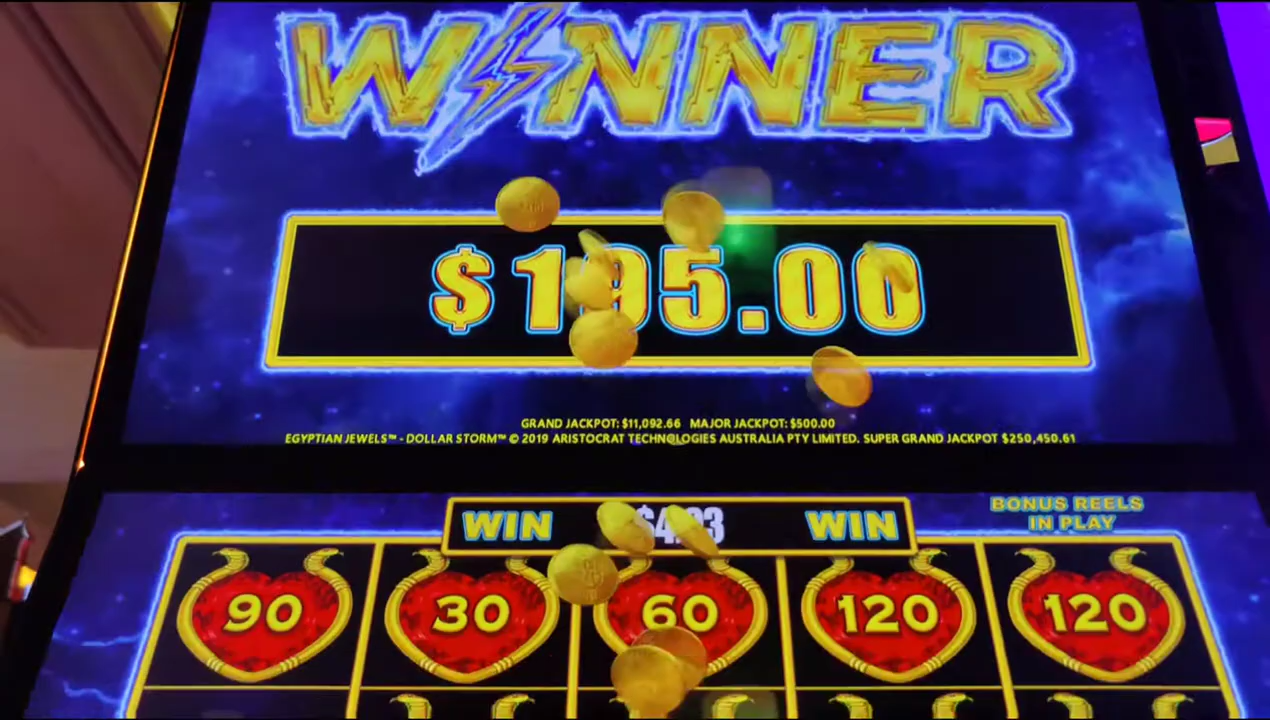 WINNER
$195.00
GRAND JACKPOT: $11,092.66 MAJOR JACKPOT: $500.00
EGYPTIAN JEWELS™ - DOLLAR STORM™ © 2019 ARISTOCRAT TECHNOLOGIES AUSTRALIA PTY LIMITED. SUPER GRAND JACKPOT $250,450.61
BONUS REELS
IN PLAY
WIN WIN
90 30 60 120 120